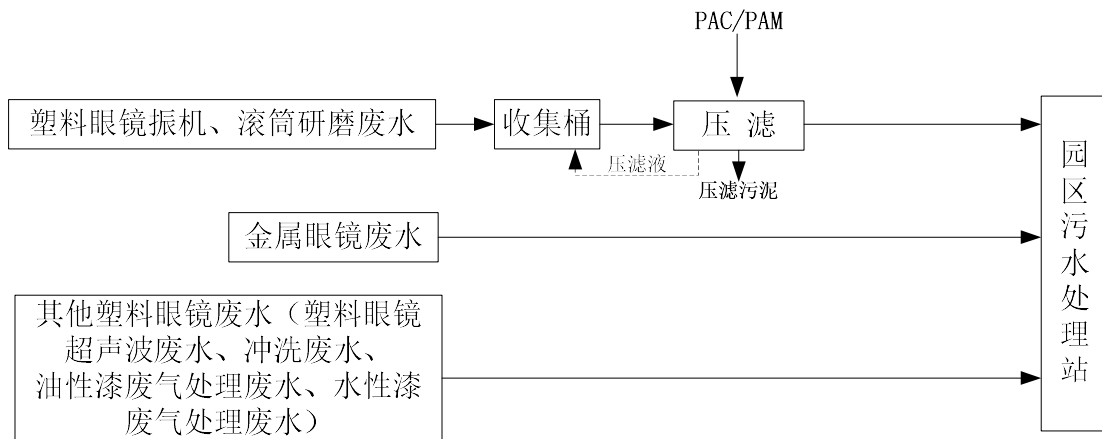 PAC/PAM
塑料眼镜振机、滚筒研磨废水
收集桶
压 滤
压滤液
压滤污泥
金属眼镜废水
其他塑料眼镜废水（塑料眼镜
超声波废水、冲洗废水、
油性漆废气处理废水、水性漆
废气处理废水）
园区污水处理站